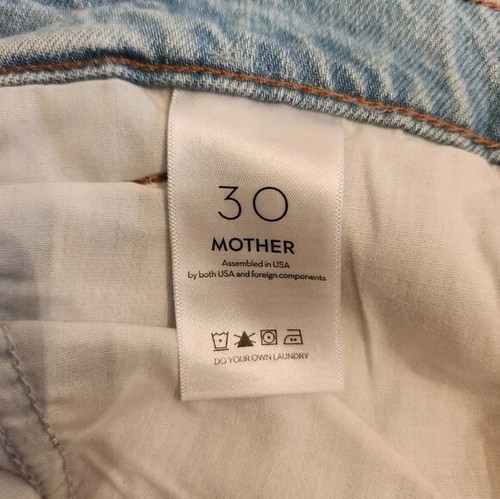 30
MOTHER
Assembled in USA
by both USA and foreign components
DO YOUR OWN LAUNDRY